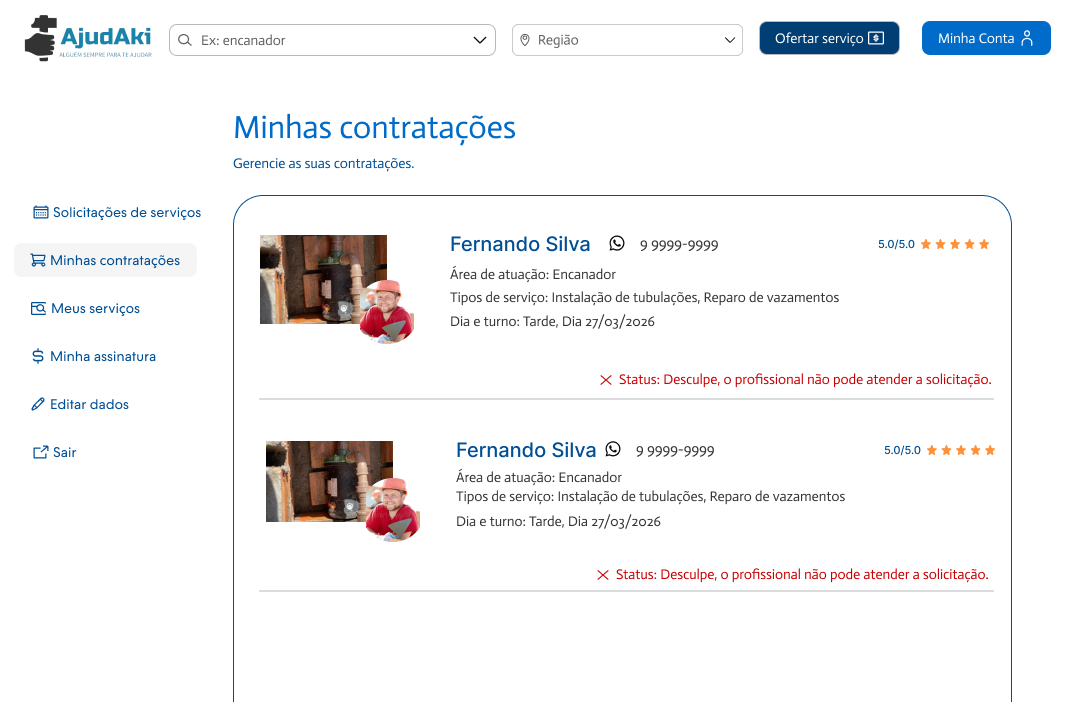 AjudAki
ALGUÉM SEMPRE PARA TE AJUDAR
Ex: encanador
Região
Ofertar serviço
Minha Conta
Minhas contratações
Gerencie as suas contratações.
Solicitações de serviços
Minhas contratações
Meus serviços
Minha assinatura
Editar dados
Sair
Fernando Silva 9 9999-9999 5.0/5.0
Área de atuação: Encanador
Tipos de serviço: Instalação de tubulações, Reparo de vazamentos
Dia e turno: Tarde, Dia 27/03/2026
Status: Desculpe, o profissional não pode atender a solicitação.
Fernando Silva 9 9999-9999 5.0/5.0
Área de atuação: Encanador
Tipos de serviço: Instalação de tubulações, Reparo de vazamentos
Dia e turno: Tarde, Dia 27/03/2026
Status: Desculpe, o profissional não pode atender a solicitação.